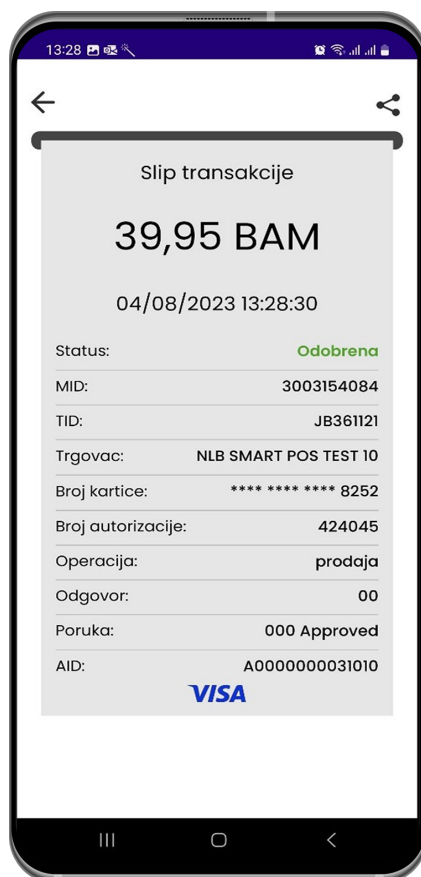 13:28
Slip transakcije
39,95 BAM
04/08/2023 13:28:30
Status: Odobrena
MID: 3003154084
TID: JB361121
Trgovac: NLB SMART POS TEST 10
Broj kartice: **** **** **** 8252
Broj autorizacije: 424045
Operacija: prodaja
Odgovor: 00
Poruka: 000 Approved
AID: A0000000031010
VISA